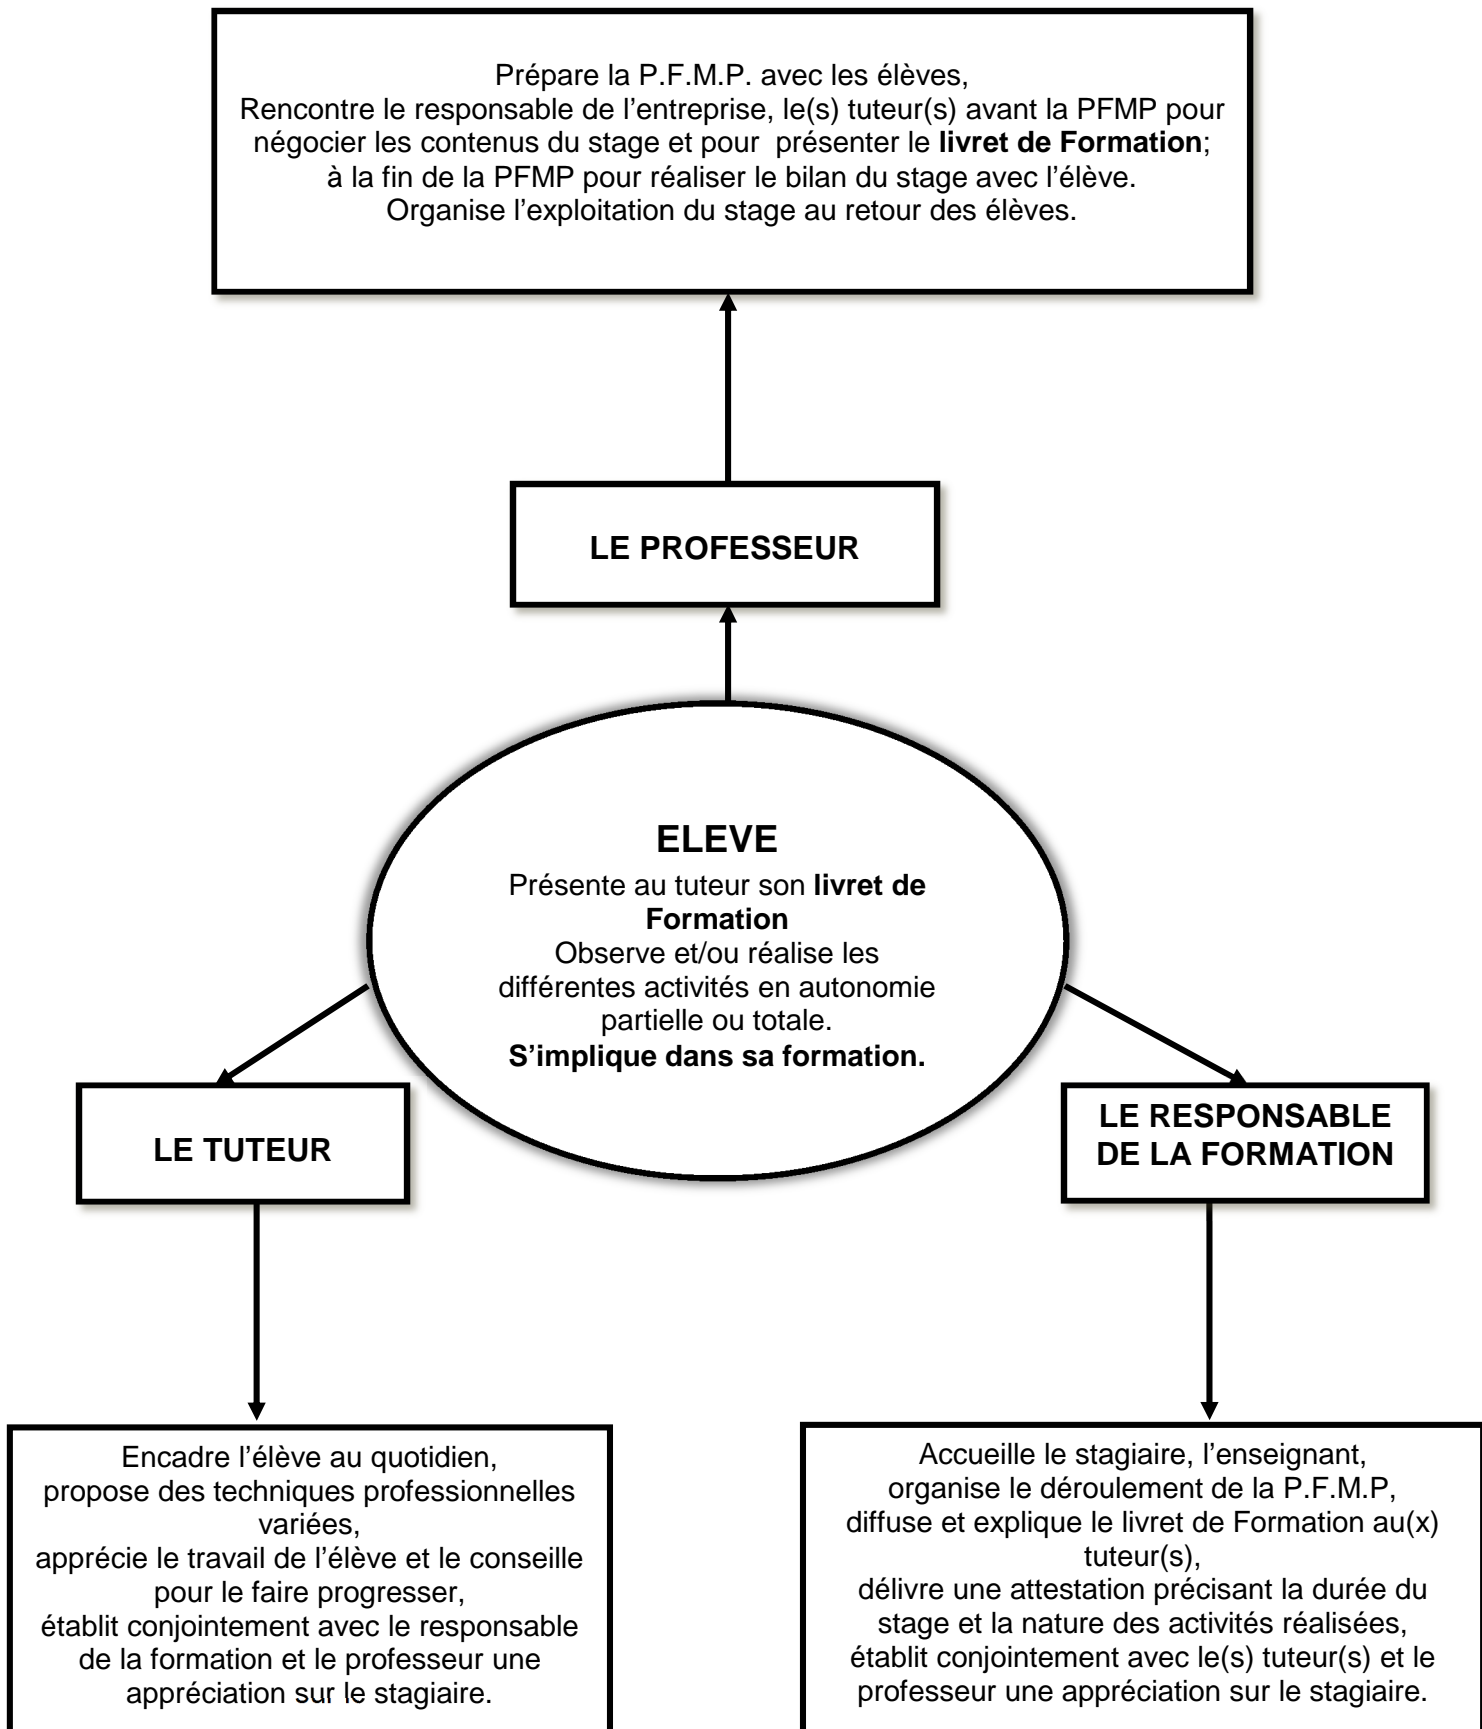 Prépare la P.F.M.P. avec les élèves,
Rencontre le responsable de l’entreprise, le(s) tuteur(s) avant la PFMP pour
négocier les contenus du stage et pour présenter le livret de Formation;
à la fin de la PFMP pour réaliser le bilan du stage avec l’élève.
Organise l’exploitation du stage au retour des élèves.
LE PROFESSEUR
ELEVE
Présente au tuteur son livret de
Formation
Observe et/ou réalise les
différentes activités en autonomie
partielle ou totale.
S’implique dans sa formation.
LE TUTEUR
LE RESPONSABLE
DE LA FORMATION
Encadre l’élève au quotidien,
propose des techniques professionnelles
variées,
apprécie le travail de l’élève et le conseille
pour le faire progresser,
établit conjointement avec le responsable
de la formation et le professeur une
appréciation sur le stagiaire.
Accueille le stagiaire, l’enseignant,
organise le déroulement de la P.F.M.P,
diffuse et explique le livret de Formation au(x)
tuteur(s),
délivre une attestation précisant la durée du
stage et la nature des activités réalisées,
établit conjointement avec le(s) tuteur(s) et le
professeur une appréciation sur le stagiaire.